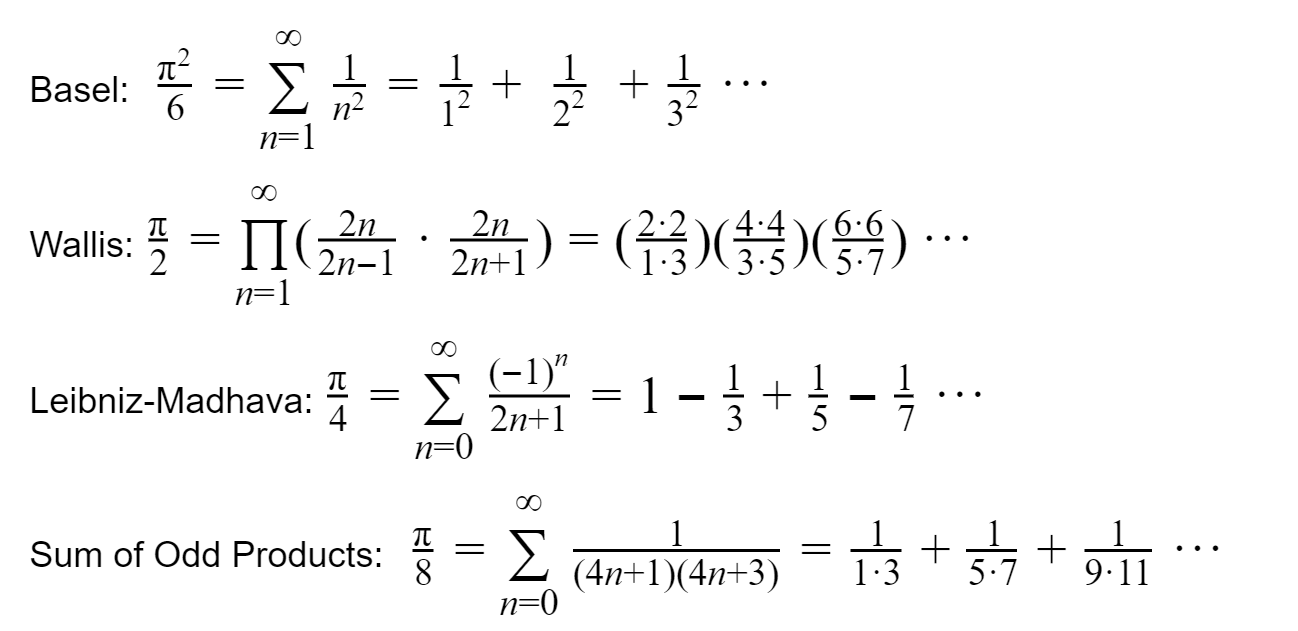 Basel: π²/6 = ∞∑n=1 1/n² = 1/1² + 1/2² + 1/3² ⋯
Wallis: π/2 = ∞∏n=1 (2n/2n−1 · 2n/2n+1) = (2·2/1·3)(4·4/3·5)(6·6/5·7) ⋯
Leibniz-Madhava: π/4 = ∞∑n=0 (−1)ⁿ/2n+1 = 1 − 1/3 + 1/5 − 1/7 ⋯
Sum of Odd Products: π/8 = ∞∑n=0 1/(4n+1)(4n+3) = 1/1·3 + 1/5·7 + 1/9·11 ⋯